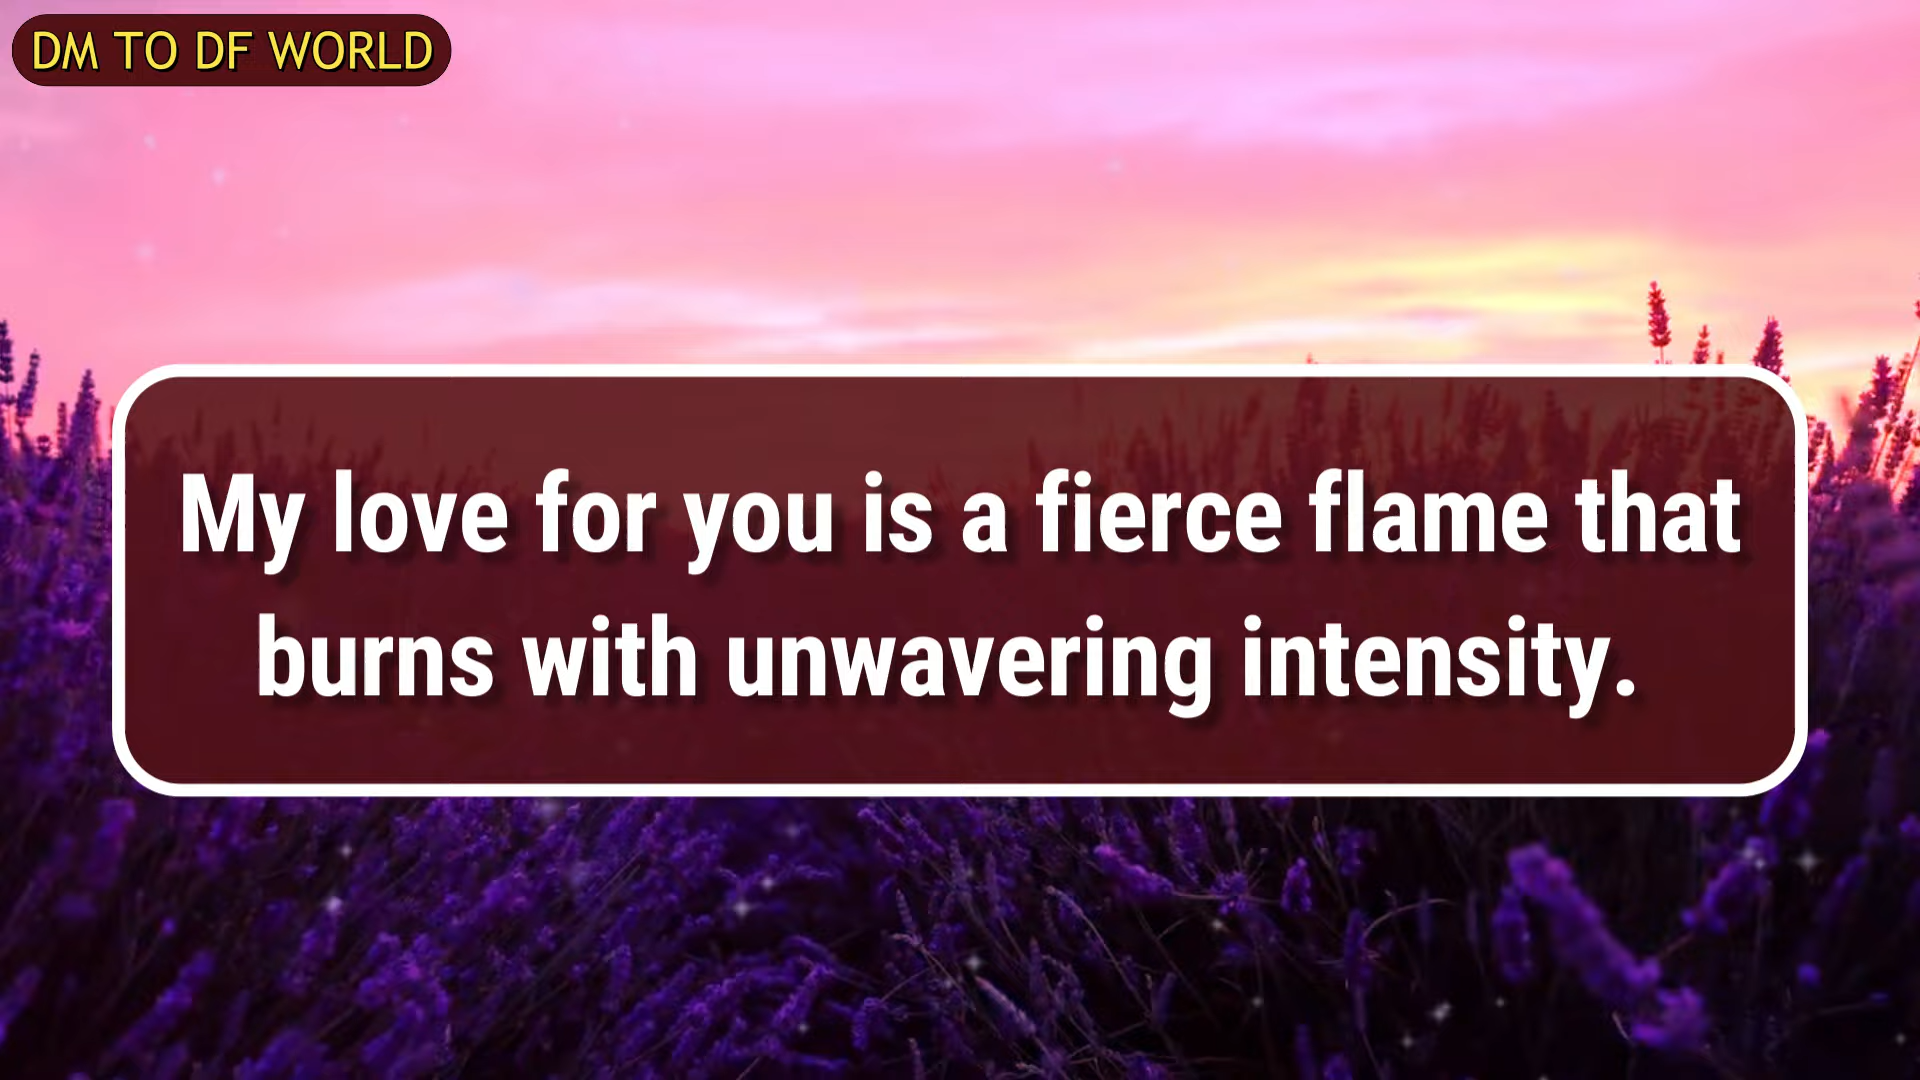 DM TO DF WORLD
My love for you is a fierce flame that
burns with unwavering intensity.